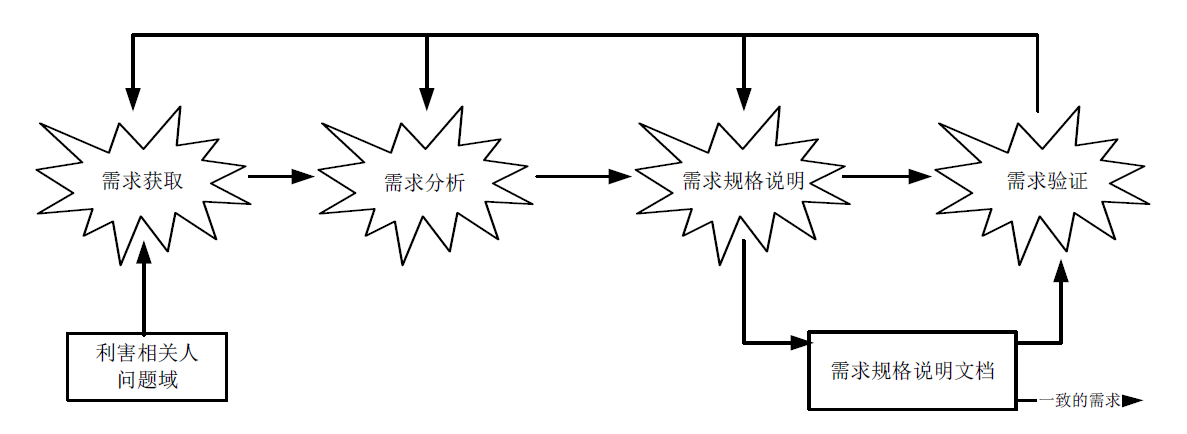 需求获取
需求分析
需求规格说明
需求验证
利害相关人
问题域
需求规格说明文档
一致的需求